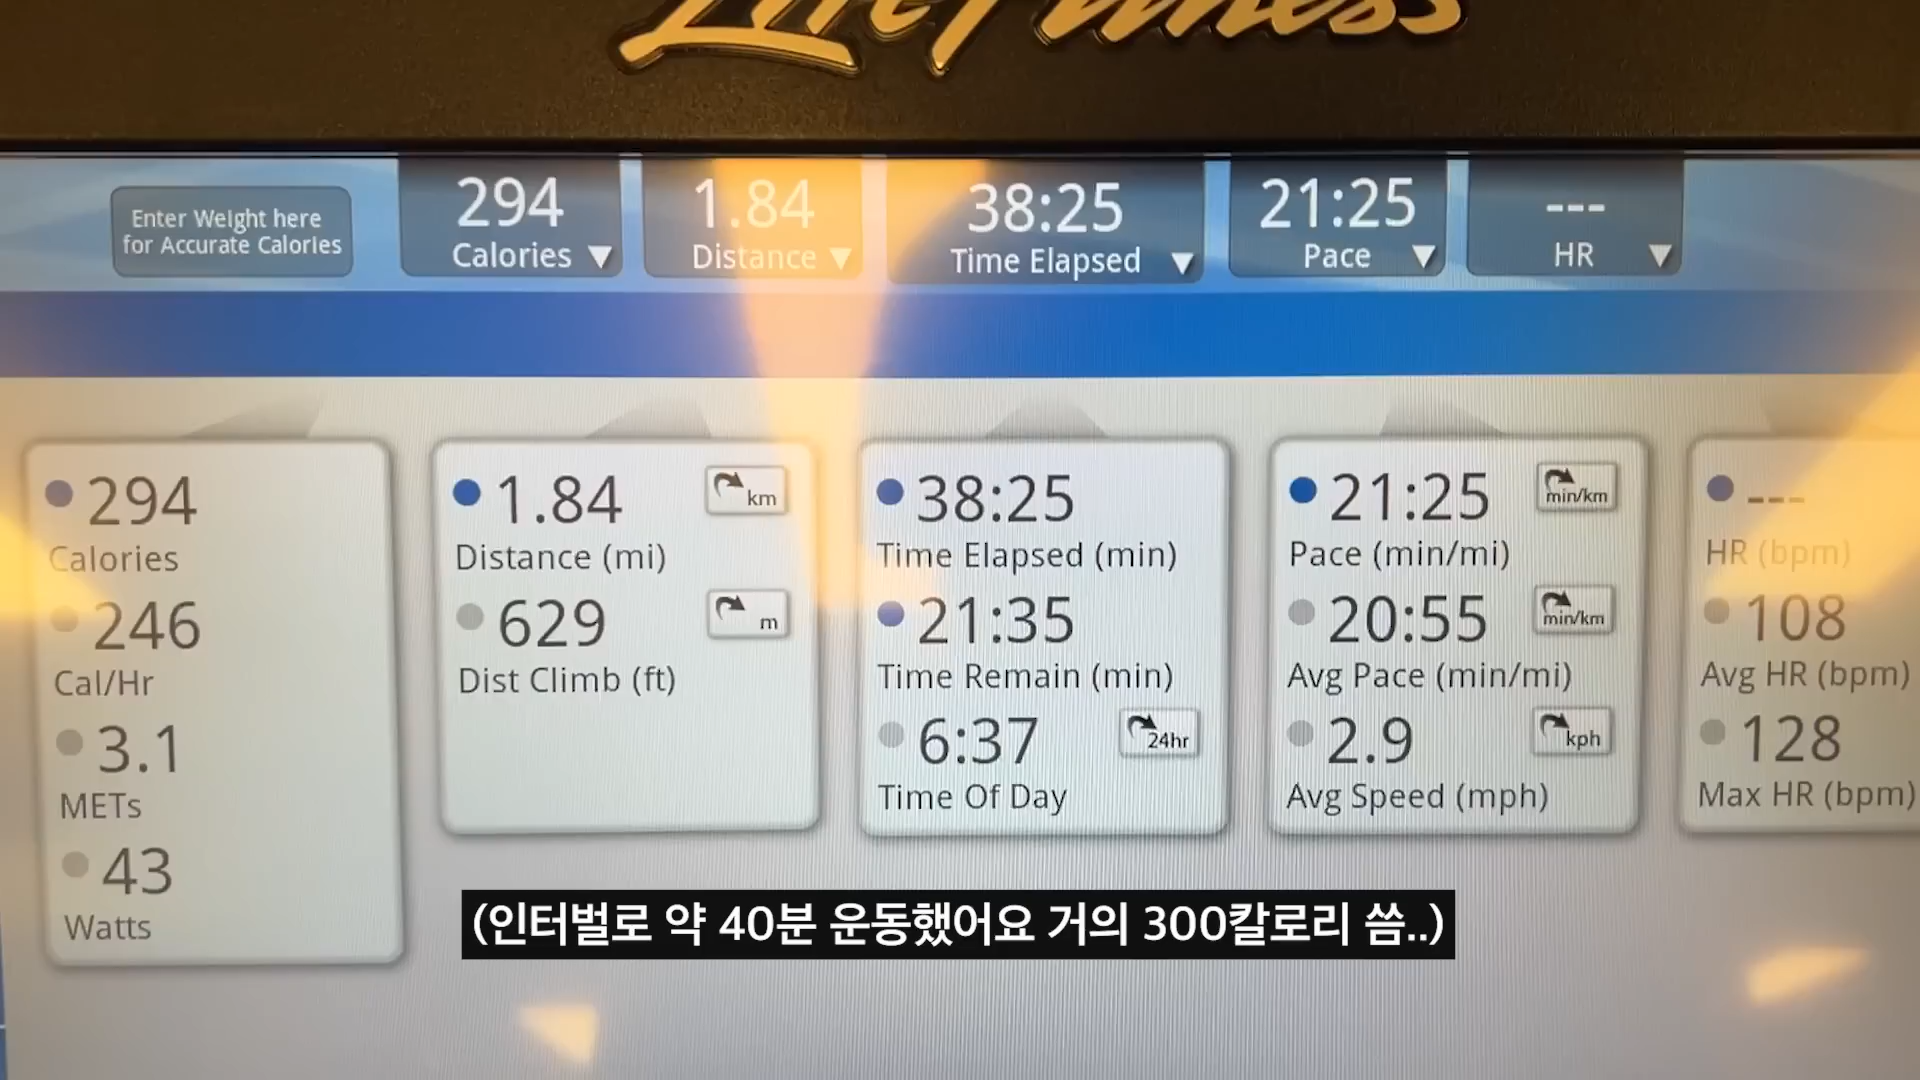 Life Fitness
Enter Weight here
for Accurate Calories
294
Calories ▼
1.84
Distance ▼
38:25
Time Elapsed ▼
21:25
Pace ▼
---
HR ▼
294
Calories
246
Cal/Hr
3.1
METs
43
Watts
1.84 km
Distance (mi)
629 m
Dist Climb (ft)
38:25
Time Elapsed (min)
21:35
Time Remain (min)
6:37 24hr
Time Of Day
21:25 min/km
Pace (min/mi)
20:55 min/km
Avg Pace (min/mi)
2.9 kph
Avg Speed (mph)
---
HR (bpm)
108
Avg HR (bpm)
128
Max HR (bpm)
(인터벌로 약 40분 운동했어요 거의 300칼로리 씀..)